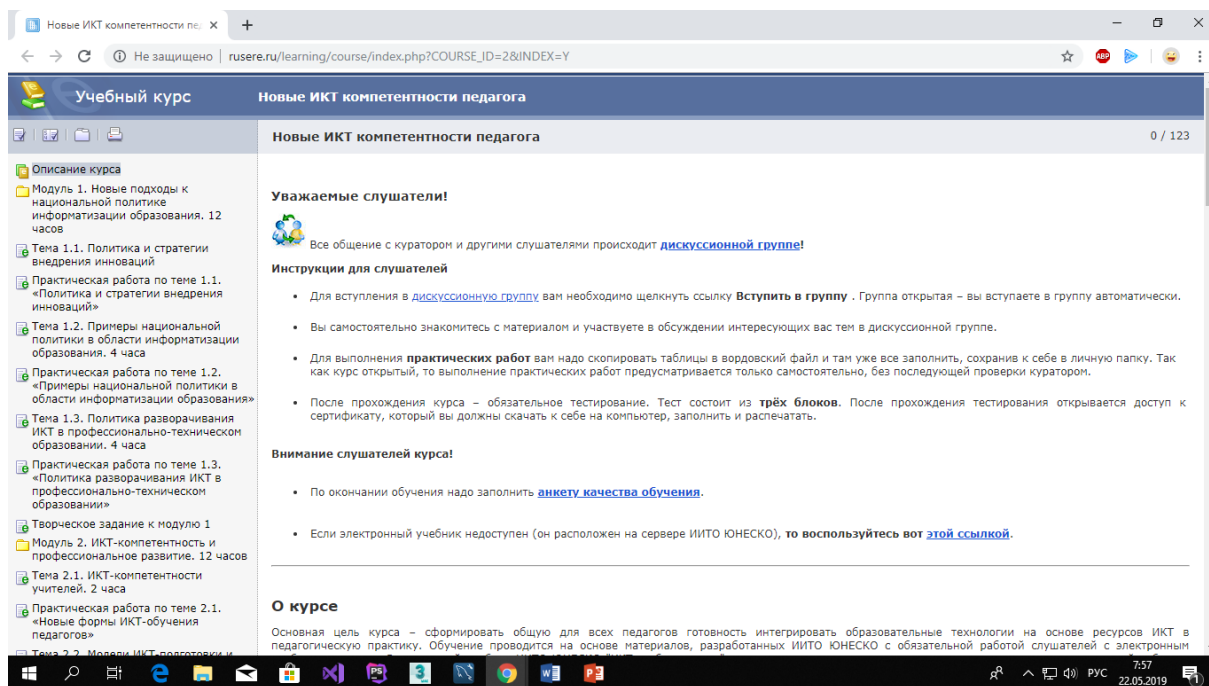 Новые ИКТ компетентности пе
Не защищено
rusere.ru/learning/course/index.php?COURSE_ID=2&INDEX=Y
ABP
Учебный курс
Новые ИКТ компетентности педагога
Новые ИКТ компетентности педагога
0 / 123
Описание курса
Модуль 1. Новые подходы к
национальной политике
информатизации образования. 12
часов
Тема 1.1. Политика и стратегии
внедрения инноваций
Практическая работа по теме 1.1.
«Политика и стратегии внедрения
инноваций»
Тема 1.2. Примеры национальной
политики в области информатизации
образования. 4 часа
Практическая работа по теме 1.2.
«Примеры национальной политики в
области информатизации образования»
Тема 1.3. Политика разворачивания
ИКТ в профессионально-техническом
образовании. 4 часа
Практическая работа по теме 1.3.
«Политика разворачивания ИКТ в
профессионально-техническом
образовании»
Творческое задание к модулю 1
Модуль 2. ИКТ-компетентность и
профессиональное развитие. 12 часов
Тема 2.1. ИКТ-компетентности
учителей. 2 часа
Практическая работа по теме 2.1.
«Новые формы ИКТ-обучения
педагогов»
Тема 2.2. Модели ИКТ-подготовки и
Уважаемые слушатели!
Все общение с куратором и другими слушателями происходит дискуссионной группе!
Инструкции для слушателей
• Для вступления в дискуссионную группу вам необходимо щелкнуть ссылку Вступить в группу . Группа открытая – вы вступаете в группу автоматически.
• Вы самостоятельно знакомитесь с материалом и участвуете в обсуждении интересующих вас тем в дискуссионной группе.
• Для выполнения практических работ вам надо скопировать таблицы в вордовский файл и там уже все заполнить, сохранив к себе в личную папку. Так
как курс открытый, то выполнение практических работ предусматривается только самостоятельно, без последующей проверки куратором.
• После прохождения курса – обязательное тестирование. Тест состоит из трёх блоков. После прохождения тестирования открывается доступ к
сертификату, который вы должны скачать к себе на компьютер, заполнить и распечатать.
Внимание слушателей курса!
• По окончании обучения надо заполнить анкету качества обучения.
• Если электронный учебник недоступен (он расположен на сервере ИИТО ЮНЕСКО), то воспользуйтесь вот этой ссылкой.
О курсе
Основная цель курса – сформировать общую для всех педагогов готовность интегрировать образовательные технологии на основе ресурсов ИКТ в
педагогическую практику. Обучение проводится на основе материалов, разработанных ИИТО ЮНЕСКО с обязательной работой слушателей с электронным
РУС
7:57
22.05.2019